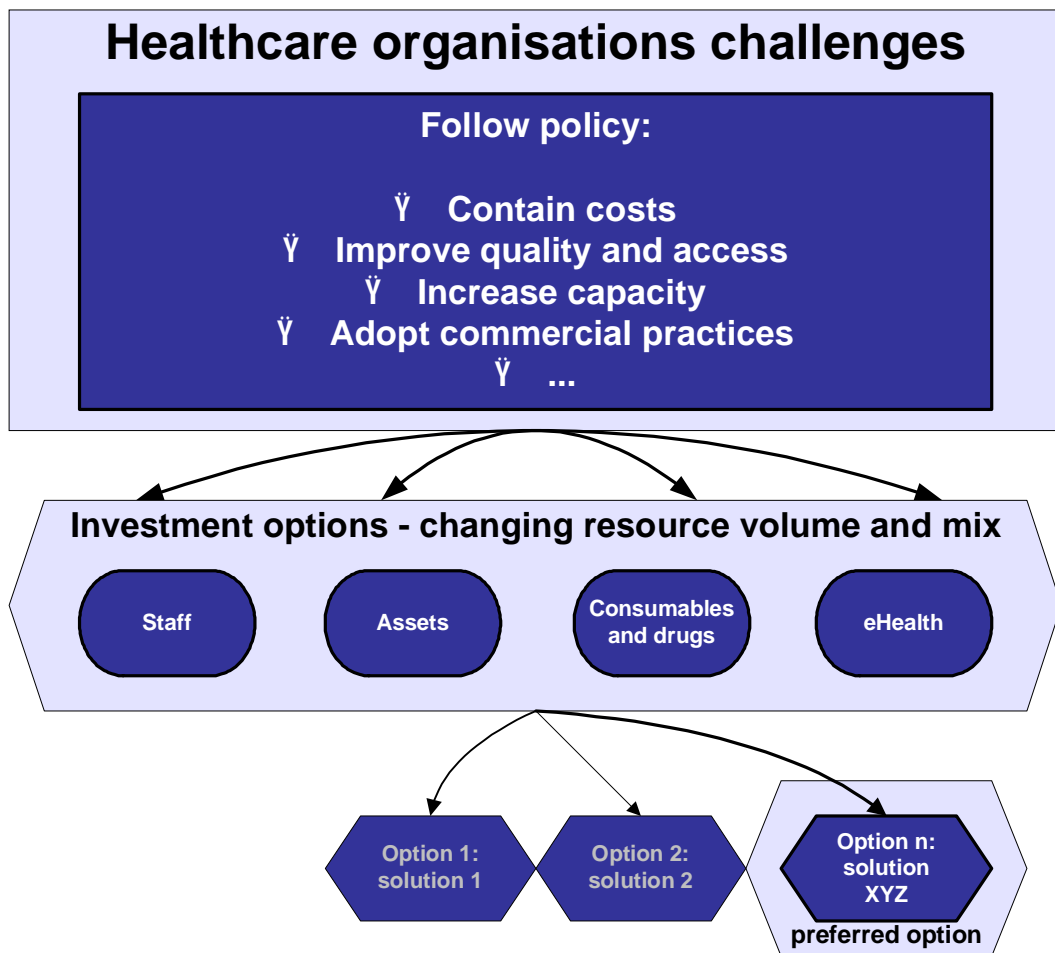 Healthcare organisations challenges
Follow policy:
Ÿ Contain costs
Ÿ Improve quality and access
Ÿ Increase capacity
Ÿ Adopt commercial practices
Ÿ ...
Investment options - changing resource volume and mix
Staff
Assets
Consumables
and drugs
eHealth
Option 1:
solution 1
Option 2:
solution 2
Option n:
solution
XYZ
preferred option